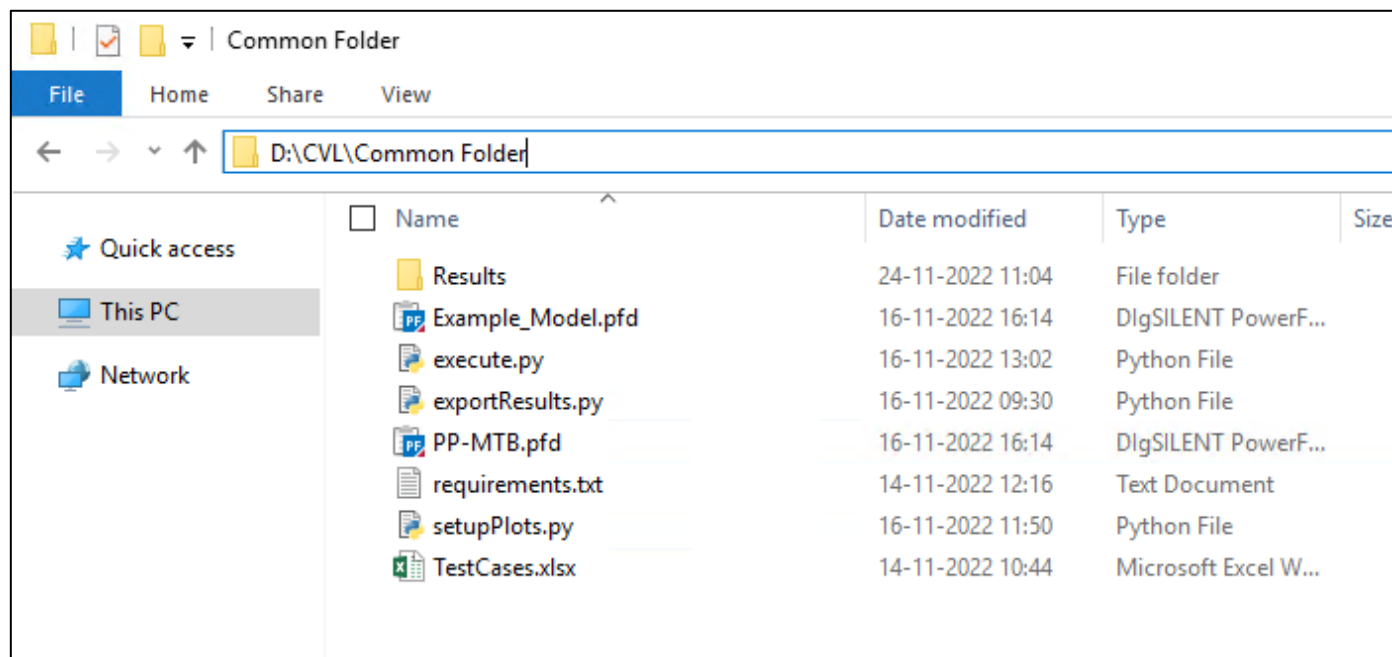 Common Folder
File Home Share View
D:\CVL\Common Folder
Name Date modified Type Size
Quick access
This PC
Network
Results 24-11-2022 11:04 File folder
Example_Model.pfd 16-11-2022 16:14 DIgSILENT PowerF...
execute.py 16-11-2022 13:02 Python File
exportResults.py 16-11-2022 09:30 Python File
PP-MTB.pfd 16-11-2022 16:14 DIgSILENT PowerF...
requirements.txt 14-11-2022 12:16 Text Document
setupPlots.py 16-11-2022 11:50 Python File
TestCases.xlsx 14-11-2022 10:44 Microsoft Excel W...